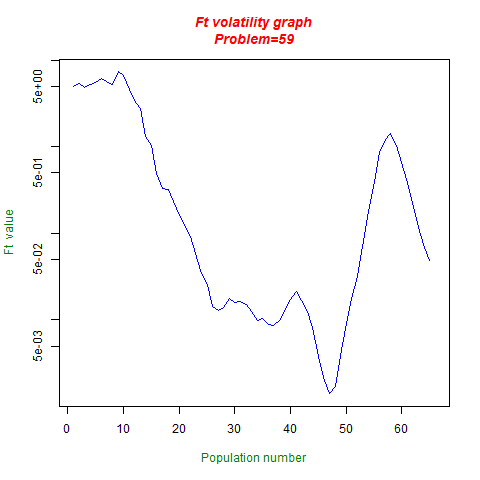 Ft volatility graph
Problem=59
5e+00
5e-01
5e-02
5e-03
Ft value
0 10 20 30 40 50 60
Population number